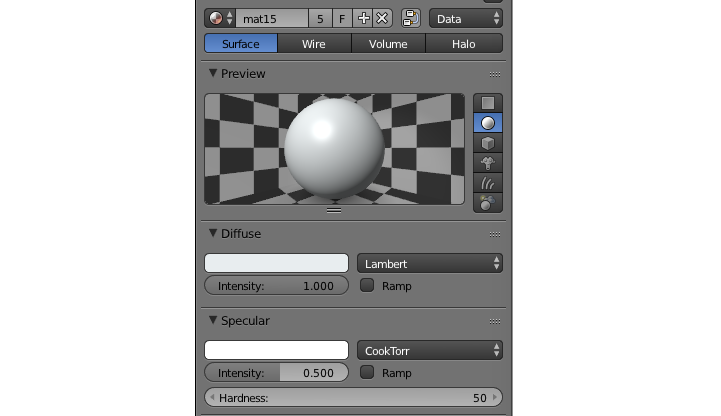 mat15 5 F Data
Surface Wire Volume Halo
Preview
Diffuse
Lambert
Intensity: 1.000 Ramp
Specular
CookTorr
Intensity: 0.500 Ramp
Hardness: 50